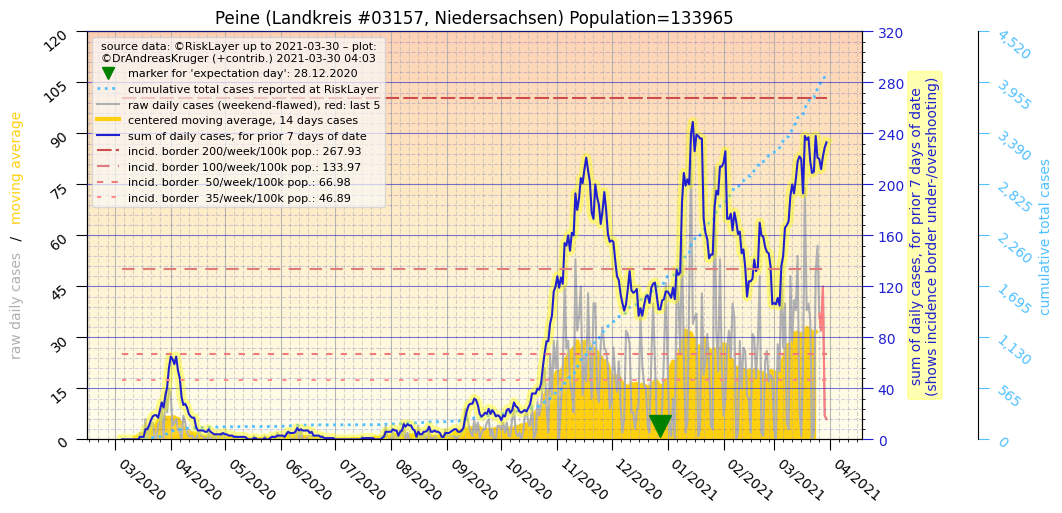 Peine (Landkreis #03157, Niedersachsen) Population=133965
source data: ©RiskLayer up to 2021-03-30 – plot:
©DrAndreasKruger (+contrib.) 2021-03-30 04:03
marker for 'expectation day': 28.12.2020
cumulative total cases reported at RiskLayer
raw daily cases (weekend-flawed), red: last 5
centered moving average, 14 days cases
sum of daily cases, for prior 7 days of date
incid. border 200/week/100k pop.: 267.93
incid. border 100/week/100k pop.: 133.97
incid. border  50/week/100k pop.: 66.98
incid. border  35/week/100k pop.: 46.89
raw daily cases / moving average
120
105
90
75
60
45
30
15
0
03/2020
04/2020
05/2020
06/2020
07/2020
08/2020
09/2020
10/2020
11/2020
12/2020
01/2021
02/2021
03/2021
04/2021
320
280
240
200
160
120
80
40
0
sum of daily cases, for prior 7 days of date
(shows incidence border under-/overshooting)
4,520
3,955
3,390
2,825
2,260
1,695
1,130
565
0
cumulative total cases